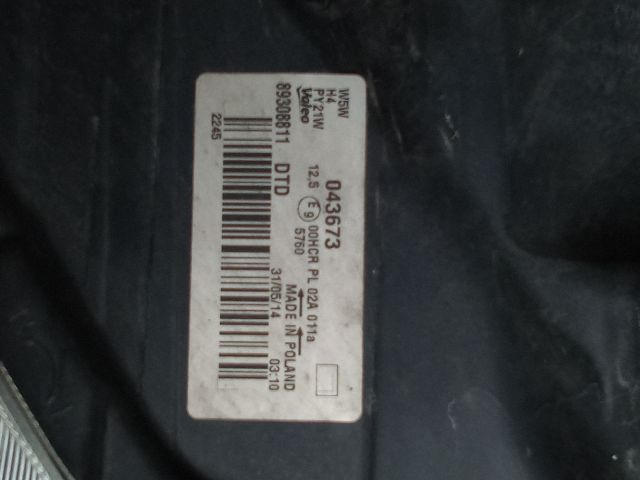 W5W
H4
PY21W
Valeo
89308811 DTD
2245
043673
12,5 E9 00HCR PL 02A 011a
5760
MADE IN POLAND
31/05/14 03:10